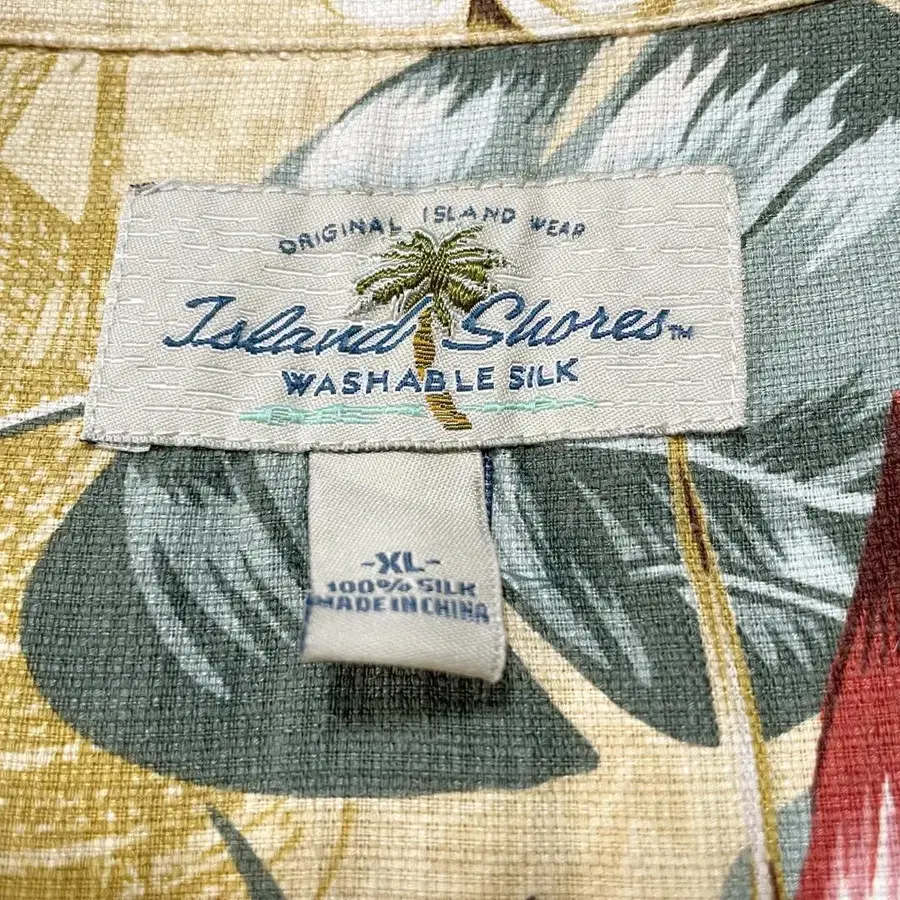 ORIGINAL ISLAND WEAR
Island Shores™
WASHABLE SILK
-XL-
100% SILK
MADE IN CHINA